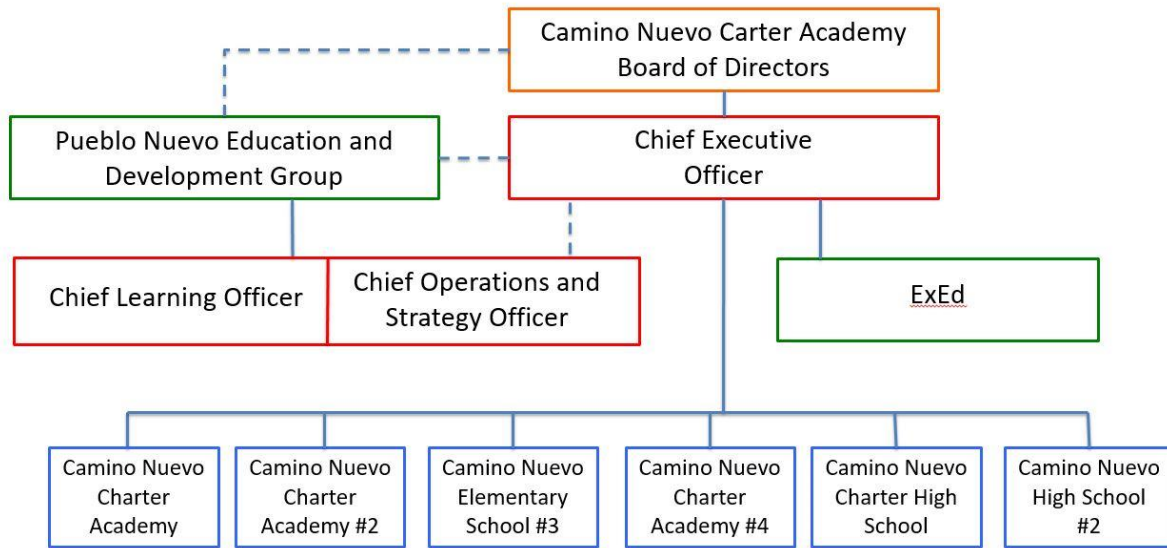 Camino Nuevo Carter Academy
Board of Directors
Pueblo Nuevo Education and
Development Group
Chief Executive
Officer
Chief Learning Officer
Chief Operations and
Strategy Officer
ExEd
Camino Nuevo
Charter
Academy
Camino Nuevo
Charter
Academy #2
Camino Nuevo
Elementary
School #3
Camino Nuevo
Charter
Academy #4
Camino Nuevo
Charter High
School
Camino Nuevo
High School
#2